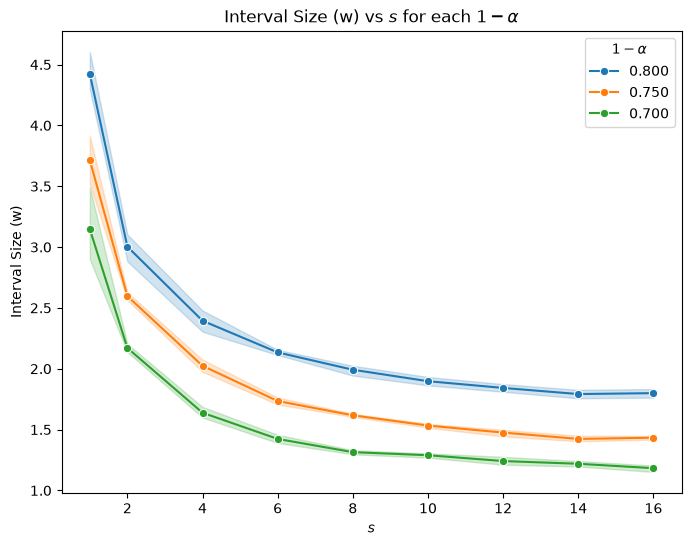 Interval Size (w) vs s for each 1 − α
1 − α
0.800
0.750
0.700
Interval Size (w)
4.5
4.0
3.5
3.0
2.5
2.0
1.5
1.0
2 4 6 8 10 12 14 16
s